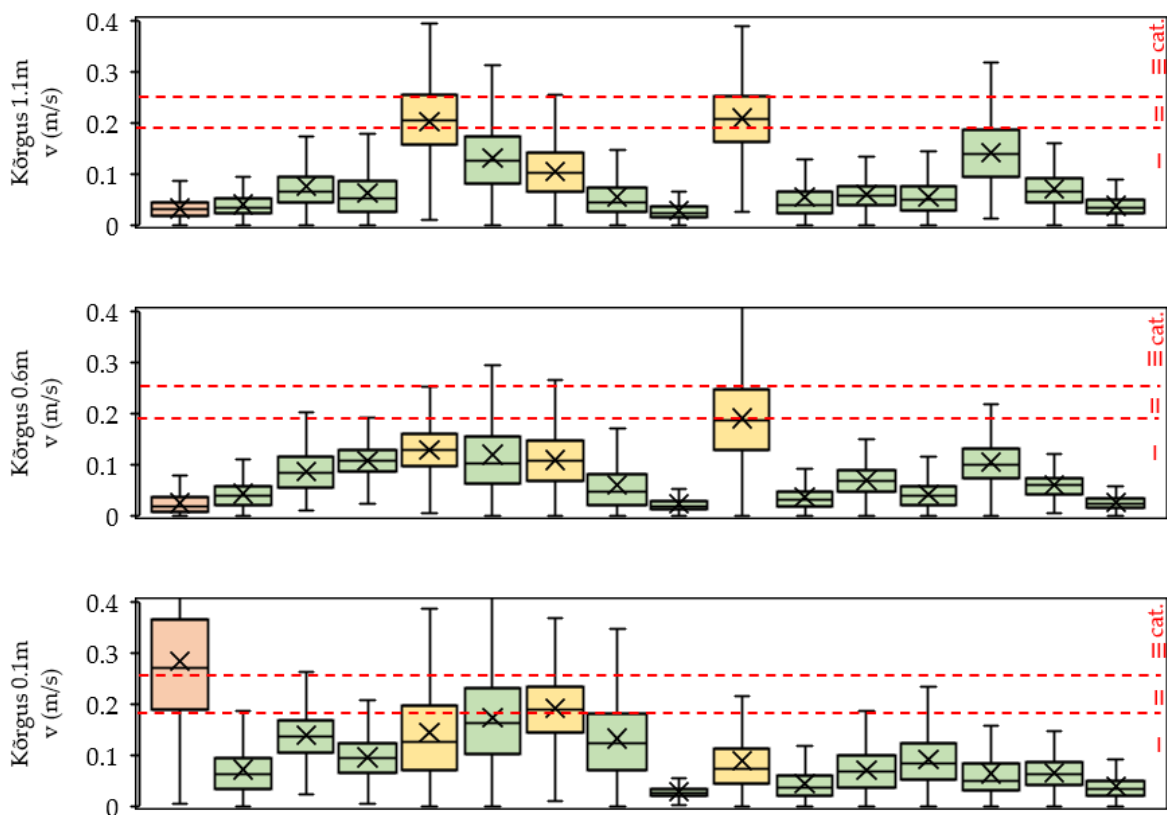 Kõrgus 1.1m
v (m/s)
0.4
0.3
0.2
0.1
0
III cat.
II
I
Kõrgus 0.6m
v (m/s)
0.4
0.3
0.2
0.1
0
III cat.
II
I
Kõrgus 0.1m
v (m/s)
0.4
0.3
0.2
0.1
0
III cat.
II
I